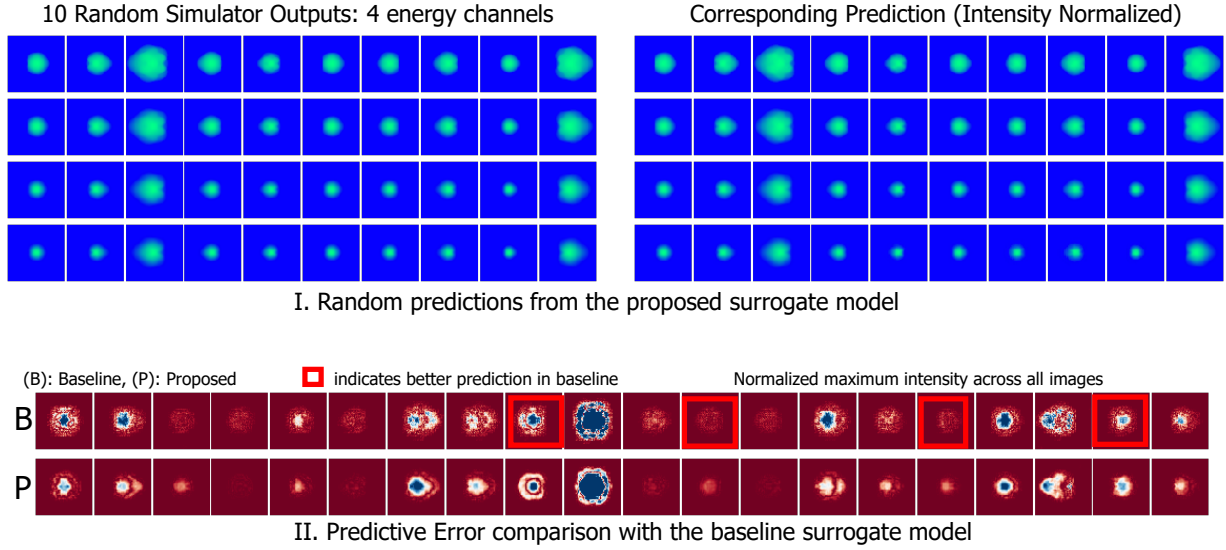 10 Random Simulator Outputs: 4 energy channels
Corresponding Prediction (Intensity Normalized)
I. Random predictions from the proposed surrogate model
(B): Baseline, (P): Proposed
indicates better prediction in baseline
Normalized maximum intensity across all images
B
P
II. Predictive Error comparison with the baseline surrogate model